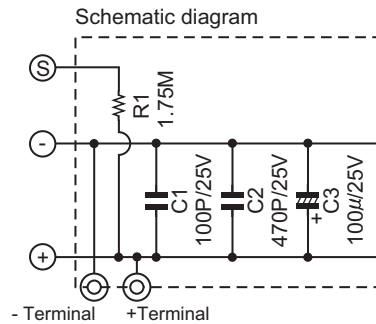 Schematic diagram
S
R1
1.75M
-
C1
100P/25V
C2
470P/25V
+
C3
100µ/25V
+
- Terminal
+Terminal